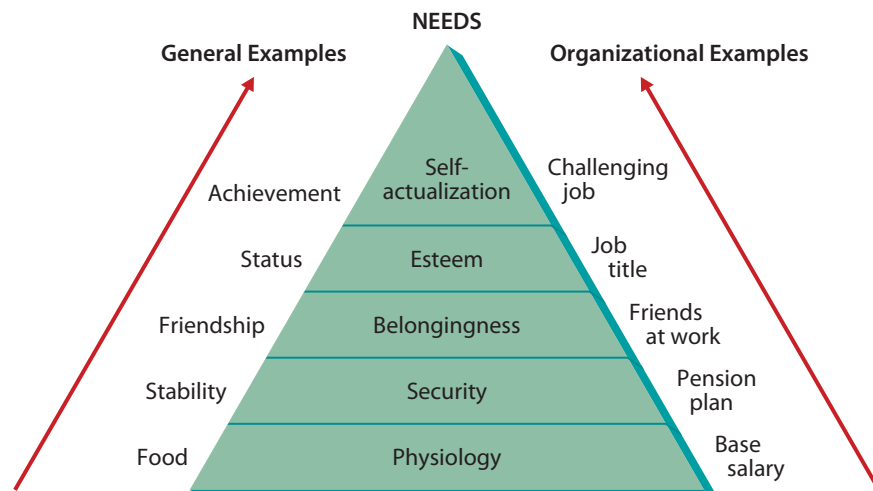 NEEDS
General Examples
Organizational Examples
Achievement
Self-
actualization
Challenging
job
Status
Esteem
Job
title
Friendship
Belongingness
Friends
at work
Stability
Security
Pension
plan
Food
Physiology
Base
salary